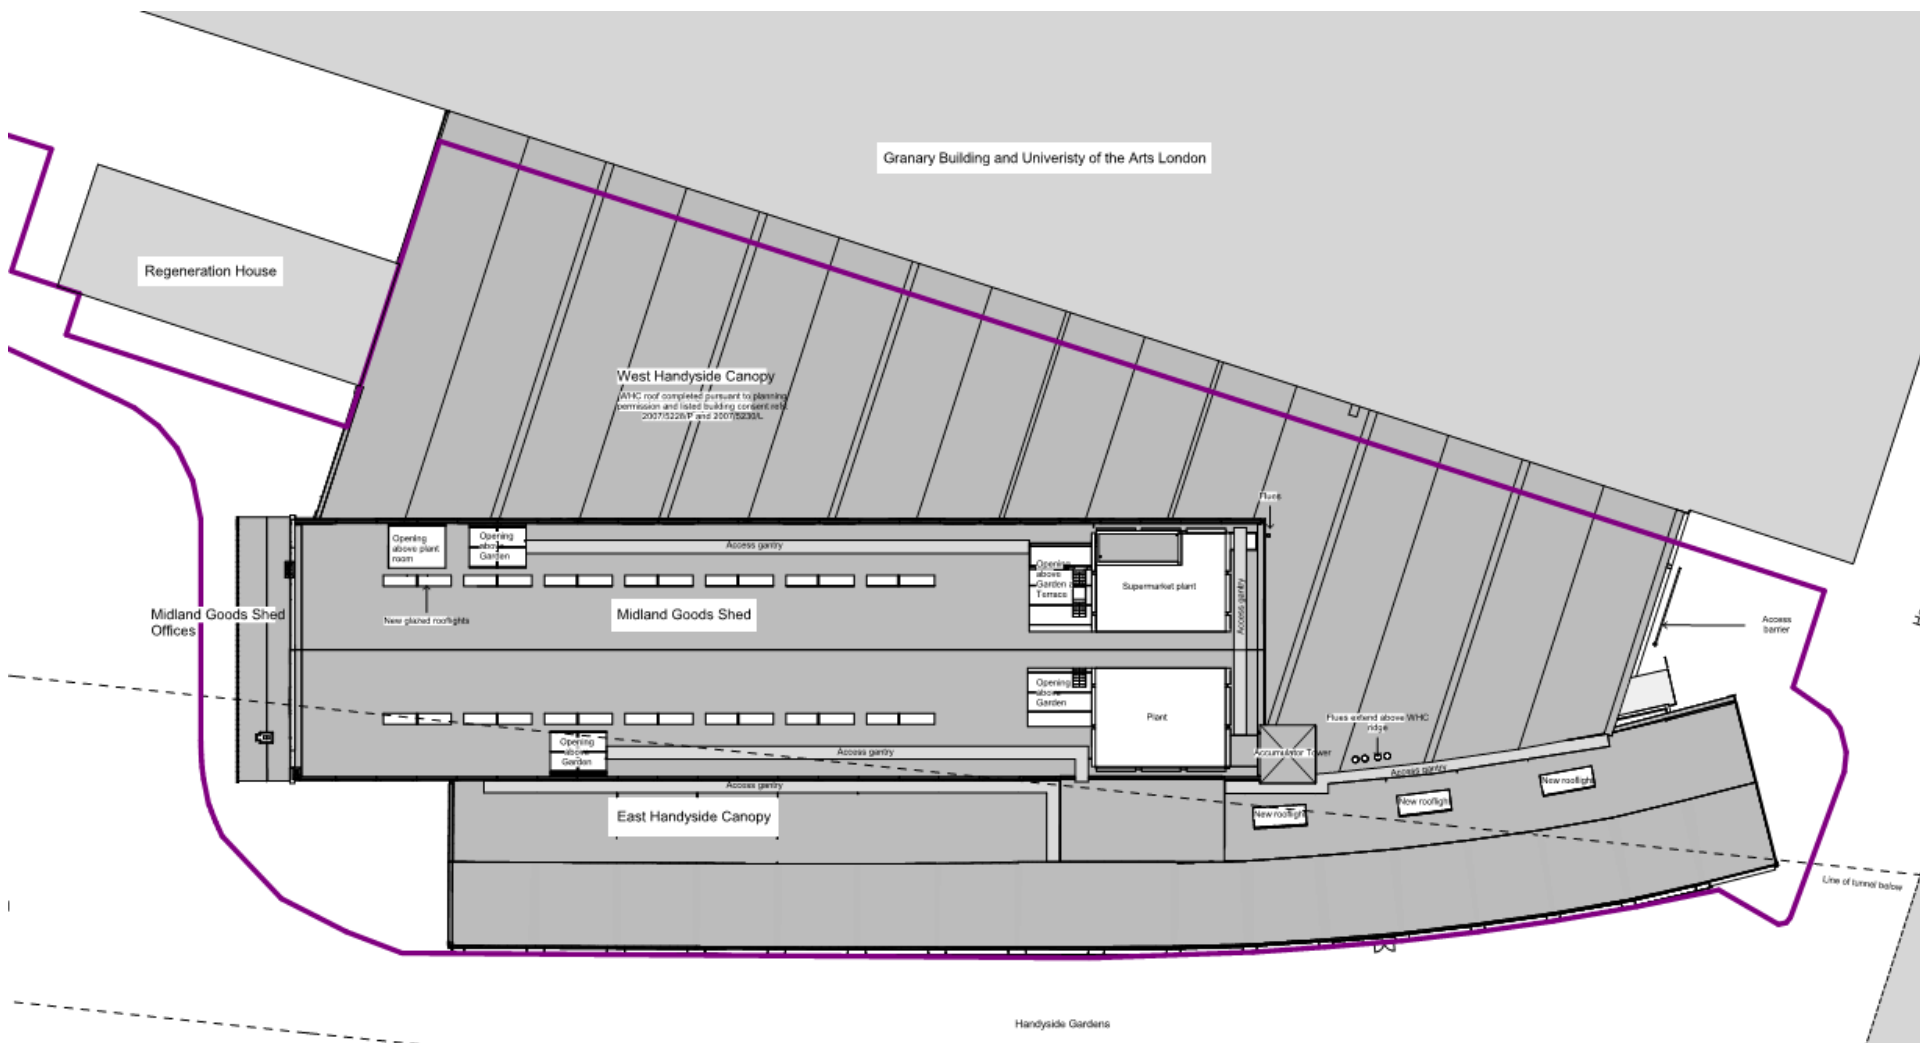 Granary Building and Univeristy of the Arts London
Regeneration House
West Handyside Canopy
WHC roof completed pursuant to planning
permission and listed building consent refs
2007/5228/P and 2007/5230/L
Flues
Opening
above plant
room
Opening
above
Garden
Access gantry
Opening
above
Garden
Terrace
Supermarket plant
Access gantry
New glazed rooflights
Midland Goods Shed
Midland Goods Shed
Offices
Access
barrier
Opening
above
Garden
Plant
Flues extend above WHC
ridge
Opening
above
Garden
Access gantry
Accumulator Tower
Access gantry
Access gantry
New rooflight
New rooflight
New rooflight
East Handyside Canopy
Line of tunnel below
Handyside Gardens